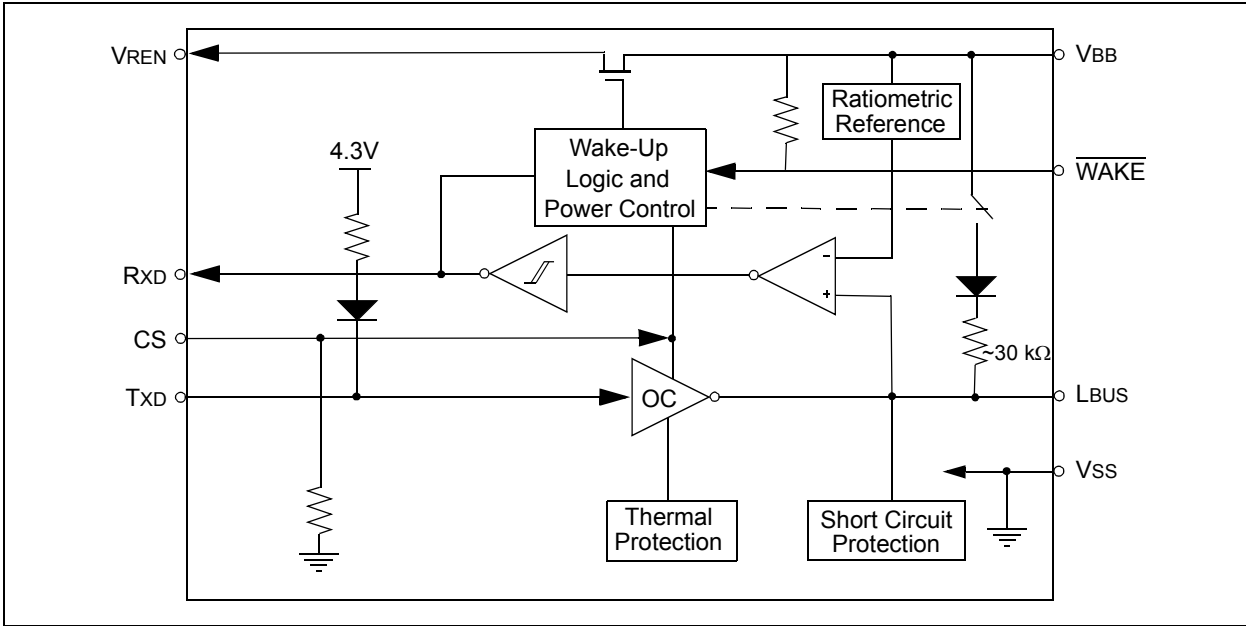 VREN
VBB
Ratiometric
Reference
4.3V
Wake-Up
Logic and
Power Control
WAKE
-
+
RXD
CS
~30 kΩ
TXD
OC
LBUS
VSS
Thermal
Protection
Short Circuit
Protection